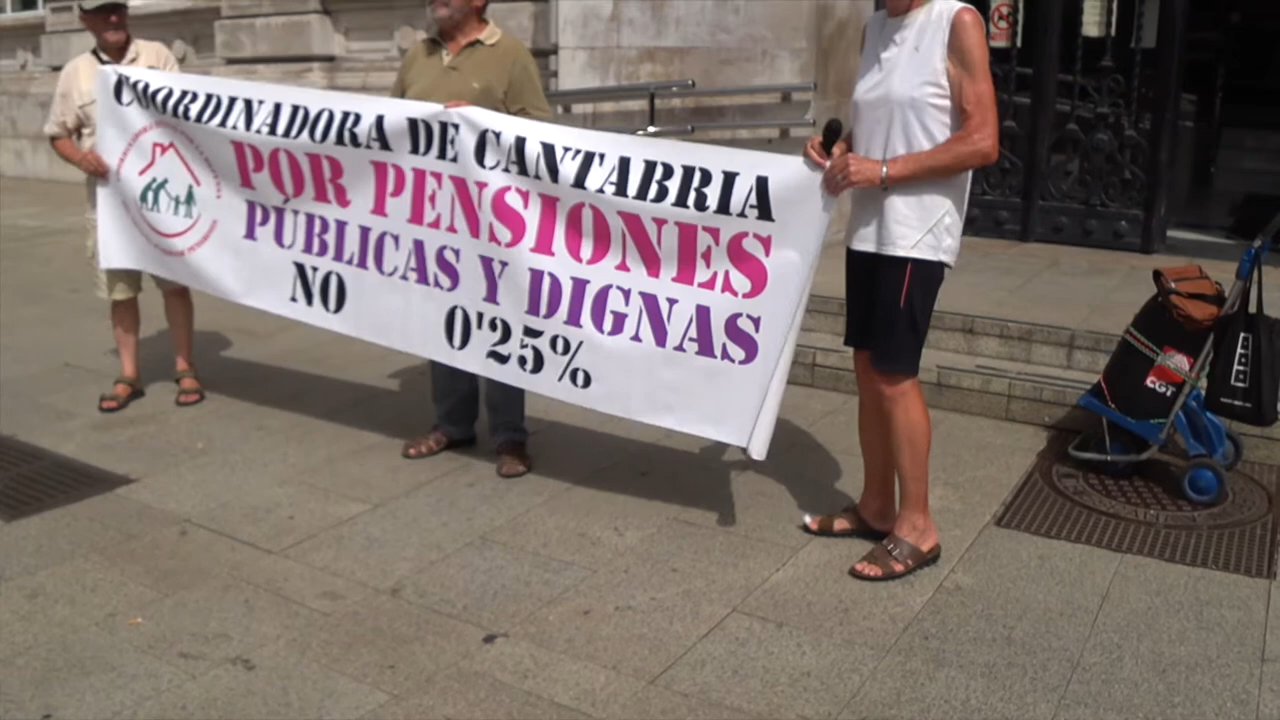 COORDINADORA DE CANTABRIA
POR PENSIONES
PÚBLICAS Y DIGNAS
NO 0'25%
CGT